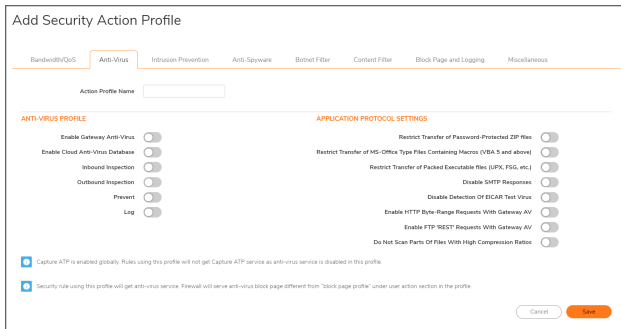 Add Security Action Profile
Bandwidth/QoS Anti-Virus Intrusion Prevention Anti-Spyware Botnet Filter Content Filter Block Page and Logging Miscellaneous
Action Profile Name
ANTI-VIRUS PROFILE
Enable Gateway Anti-Virus
Enable Cloud Anti-Virus Database
Inbound Inspection
Outbound Inspection
Prevent
Log
APPLICATION PROTOCOL SETTINGS
Restrict Transfer of Password-Protected ZIP files
Restrict Transfer of MS-Office Type Files Containing Macros (VBA 5 and above)
Restrict Transfer of Packed Executable files (UPX, FSG, etc.)
Disable SMTP Responses
Disable Detection Of EICAR Test Virus
Enable HTTP Byte-Range Requests With Gateway AV
Enable FTP 'REST' Requests With Gateway AV
Do Not Scan Parts Of Files With High Compression Ratios
Capture ATP is enabled globally. Rules using this profile will not get Capture ATP service as anti-virus service is disabled in this profile.
Security rule using this profile will get anti-virus service. Firewall will serve anti-virus block page different from "block page profile" under user action section in the profile.
Cancel Save